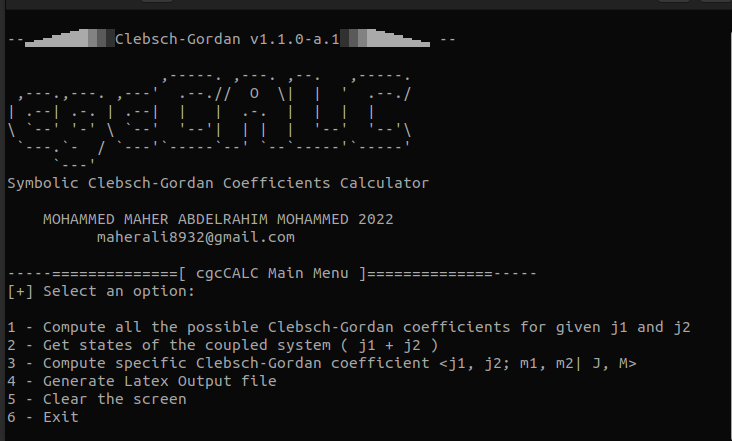 -- Clebsch-Gordan v1.1.0-a.1 --
cgcCALC
Symbolic Clebsch-Gordan Coefficients Calculator
MOHAMMED MAHER ABDELRAHIM MOHAMMED 2022
maherali8932@gmail.com
-----==============[ cgcCALC Main Menu ]==============-----
[+] Select an option:
1 - Compute all the possible Clebsch-Gordan coefficients for given j1 and j2
2 - Get states of the coupled system ( j1 + j2 )
3 - Compute specific Clebsch-Gordan coefficient <j1, j2; m1, m2| J, M>
4 - Generate Latex Output file
5 - Clear the screen
6 - Exit